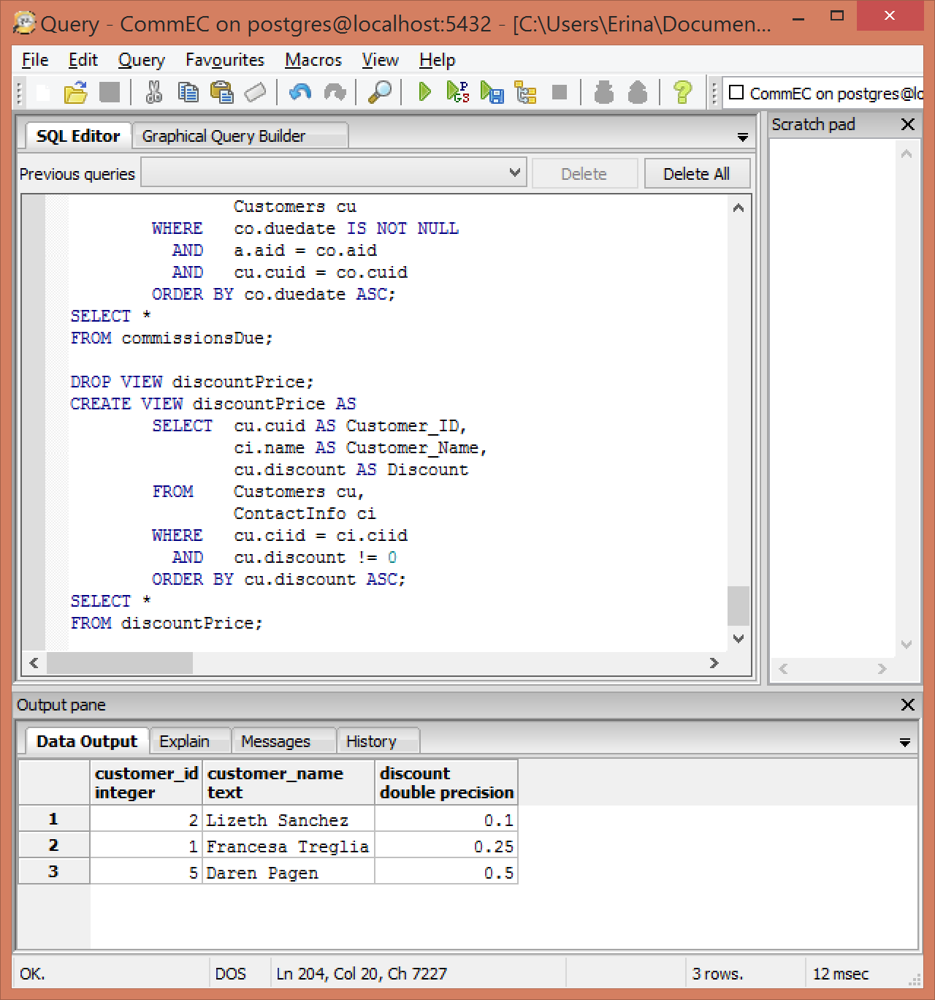 Query - CommEC on postgres@localhost:5432 - [C:\Users\Erina\Documen...
File Edit Query Favourites Macros View Help
CommEC on postgres@lo
SQL Editor Graphical Query Builder
Scratch pad
Previous queries Delete Delete All
Customers cu
WHERE co.duedate IS NOT NULL
AND a.aid = co.aid
AND cu.cuid = co.cuid
ORDER BY co.duedate ASC;
SELECT *
FROM commissionsDue;
DROP VIEW discountPrice;
CREATE VIEW discountPrice AS
SELECT cu.cuid AS Customer_ID,
ci.name AS Customer_Name,
cu.discount AS Discount
FROM Customers cu,
ContactInfo ci
WHERE cu.ciid = ci.ciid
AND cu.discount != 0
ORDER BY cu.discount ASC;
SELECT *
FROM discountPrice;
Output pane
Data Output Explain Messages History
customer_id customer_name discount
integer text double precision
1 2 Lizeth Sanchez 0.1
2 1 Francesa Treglia 0.25
3 5 Daren Pagen 0.5
OK. DOS Ln 204, Col 20, Ch 7227 3 rows. 12 msec